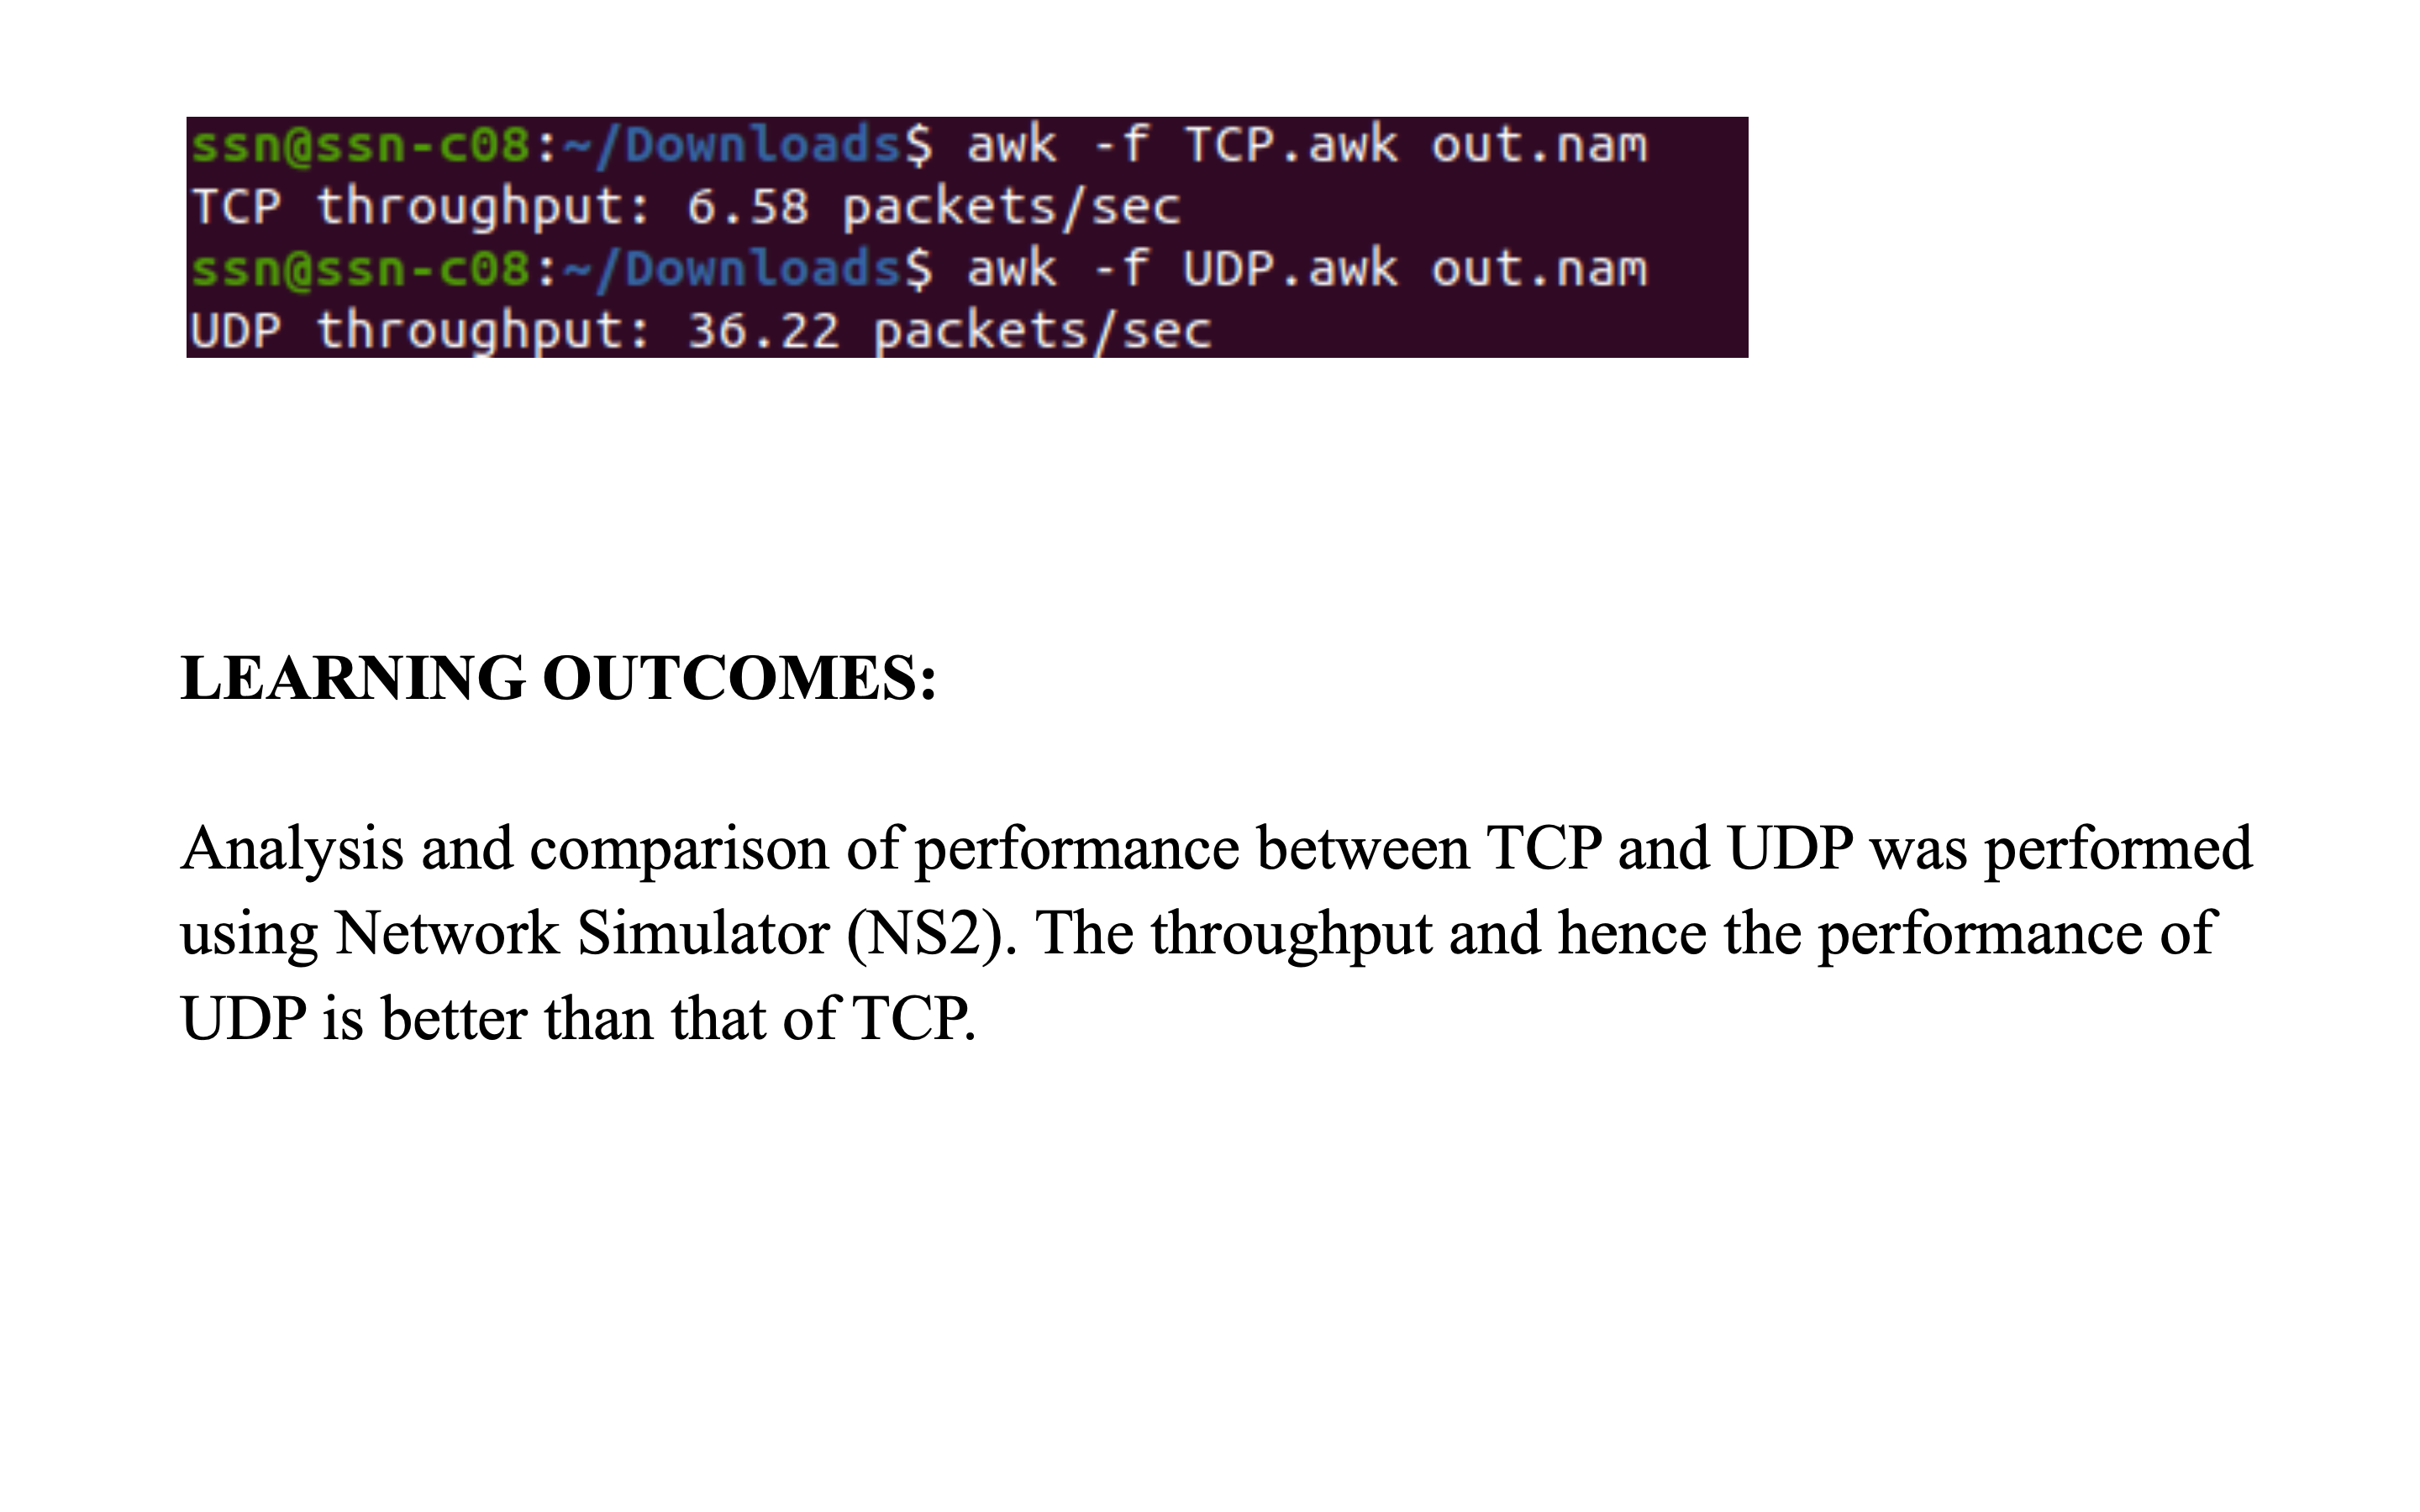 ssn@ssn-c08:~/Downloads$ awk -f TCP.awk out.nam
TCP throughput: 6.58 packets/sec
ssn@ssn-c08:~/Downloads$ awk -f UDP.awk out.nam
UDP throughput: 36.22 packets/sec
LEARNING OUTCOMES:
Analysis and comparison of performance between TCP and UDP was performed
using Network Simulator (NS2). The throughput and hence the performance of
UDP is better than that of TCP.